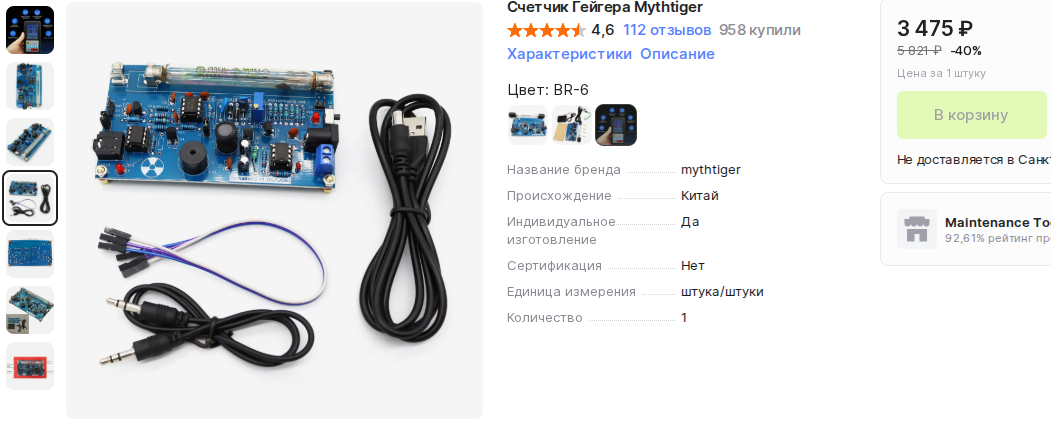 Счетчик Гейгера Mythtiger
4,6 112 отзывов 958 купили
Характеристики Описание
Цвет: BR-6
Название бренда mythtiger
Происхождение Китай
Индивидуальное изготовление Да
Сертификация Нет
Единица измерения штука/штуки
Количество 1
3 475 ₽
5 821 ₽ -40%
Цена за 1 штуку
В корзину
Не доставляется в Санкт
Maintenance To
92,61% рейтинг пр